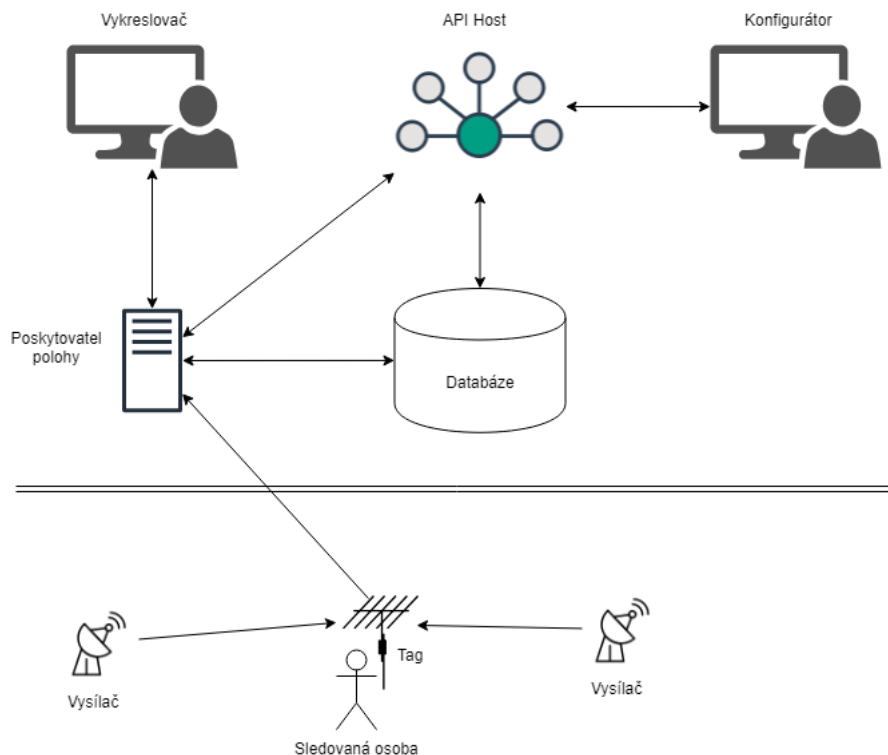 Vykreslovač
API Host
Konfigurátor
Poskytovatel
polohy
Databáze
Tag
Vysílač
Vysílač
Sledovaná osoba